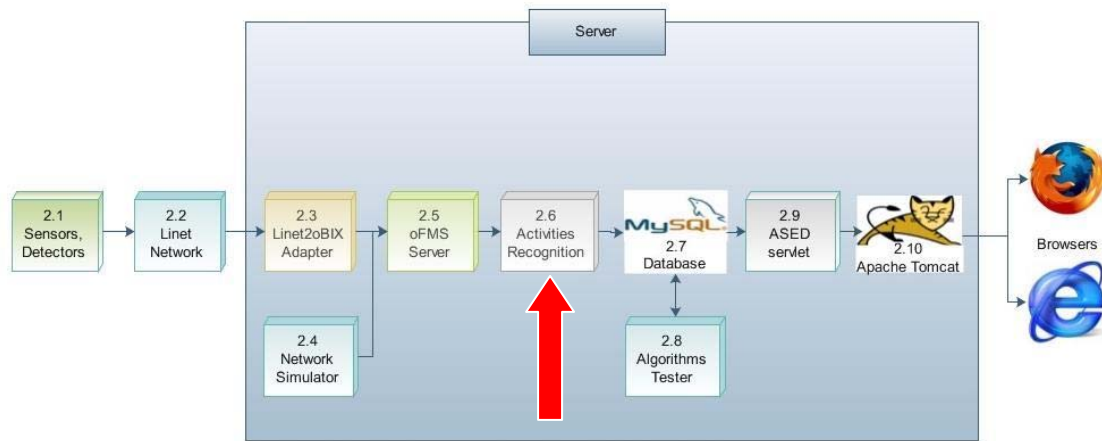 Server
2.1
Sensors,
Detectors
2.2
Linet
Network
2.3
Linet2oBIX
Adapter
2.4
Network
Simulator
2.5
oFMS
Server
2.6
Activities
Recognition
MySQL
2.7
Database
2.8
Algorithms
Tester
2.9
ASED
servlet
2.10
Apache Tomcat
Browsers